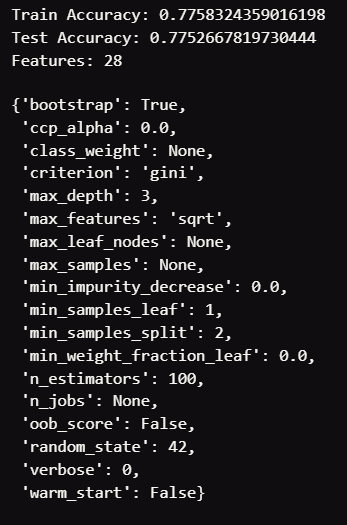 Train Accuracy: 0.7758324359016198
Test Accuracy: 0.7752667819730444
Features: 28
{'bootstrap': True,
'ccp_alpha': 0.0,
'class_weight': None,
'criterion': 'gini',
'max_depth': 3,
'max_features': 'sqrt',
'max_leaf_nodes': None,
'max_samples': None,
'min_impurity_decrease': 0.0,
'min_samples_leaf': 1,
'min_samples_split': 2,
'min_weight_fraction_leaf': 0.0,
'n_estimators': 100,
'n_jobs': None,
'oob_score': False,
'random_state': 42,
'verbose': 0,
'warm_start': False}